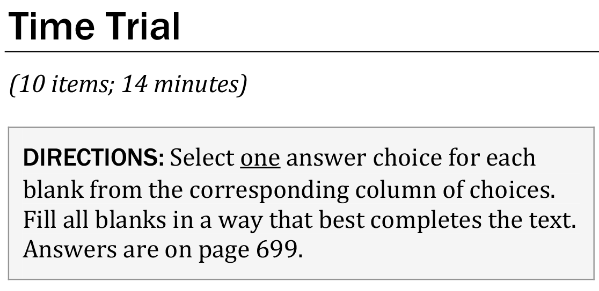 Time Trial
(10 items; 14 minutes)
DIRECTIONS: Select one answer choice for each
blank from the corresponding column of choices.
Fill all blanks in a way that best completes the text.
Answers are on page 699.